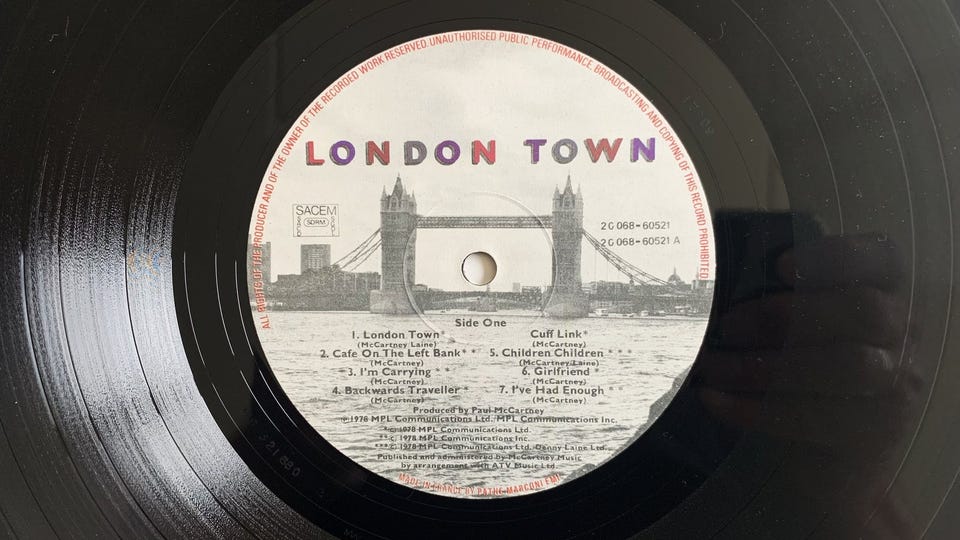 ALL RIGHTS OF THE PRODUCER AND OF THE OWNER OF THE RECORDED WORK RESERVED. UNAUTHORISED PUBLIC PERFORMANCE, BROADCASTING AND COPYING OF THIS RECORD PROHIBITED
LONDON TOWN
SACEM
SDRM
2C 068-60521
2C 068-60521 A
Side One
1. London Town*
(McCartney Laine)
2. Cafe On The Left Bank**
(McCartney)
3. I'm Carrying **
(McCartney)
4. Backwards Traveller *
(McCartney)
Cuff Link*
(McCartney)
5. Children Children ***
(McCartney Laine)
6. Girlfriend *
(McCartney)
7. I've Had Enough **
(McCartney)
Produced by Paul McCartney
℗1978 MPL Communications Ltd. MPL Communications Inc.
*© 1978 MPL Communications Ltd.
**© 1978 MPL Communications Inc.
***© 1978 MPL Communications Ltd. Denny Laine Ltd.
Published and administered by McCartney Music
by arrangement with ATV Music Ltd.
MADE IN FRANCE BY PATHE MARCONI EMI